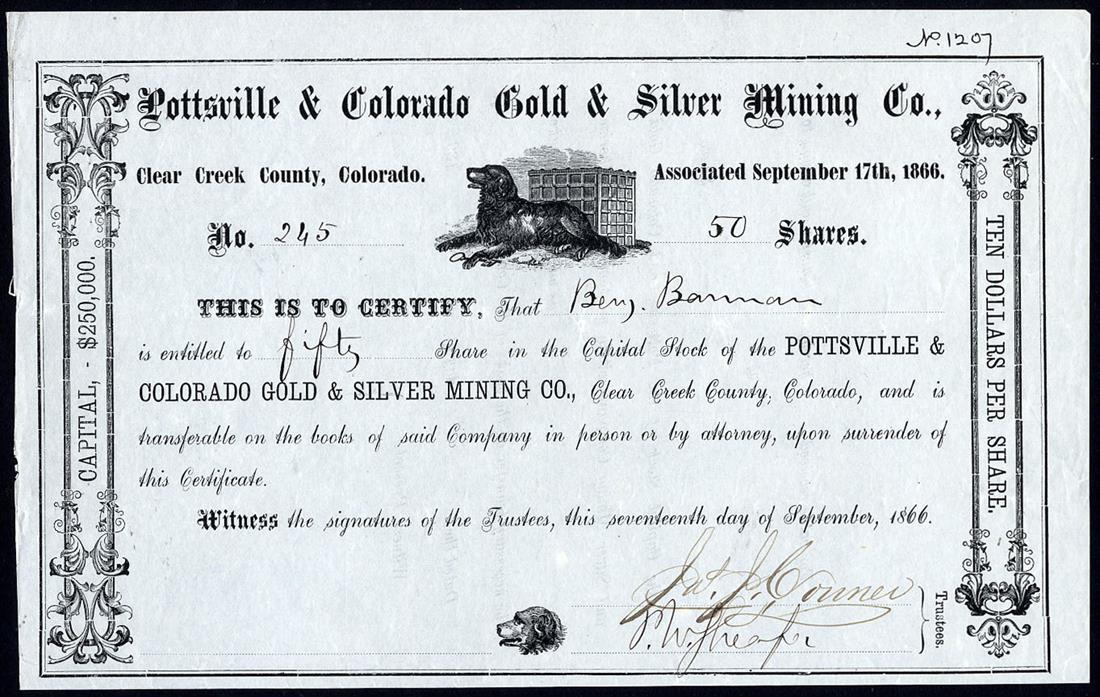 No. 1207
Pottsville & Colorado Gold & Silver Mining Co.,
Clear Creek County, Colorado.
Associated September 17th, 1866.
No. 245
50 Shares.
THIS IS TO CERTIFY, That Benj. Bannan
is entitled to fifty Share in the Capital Stock of the POTTSVILLE &
COLORADO GOLD & SILVER MINING CO., Clear Creek County, Colorado, and is
transferable on the books of said Company in person or by attorney, upon surrender of
this Certificate.
Witness the signatures of the Trustees, this seventeenth day of September, 1866.
Jas. J. Conner
P. W. Sheafer
Trustees.
CAPITAL, - $250,000.
TEN DOLLARS PER SHARE.